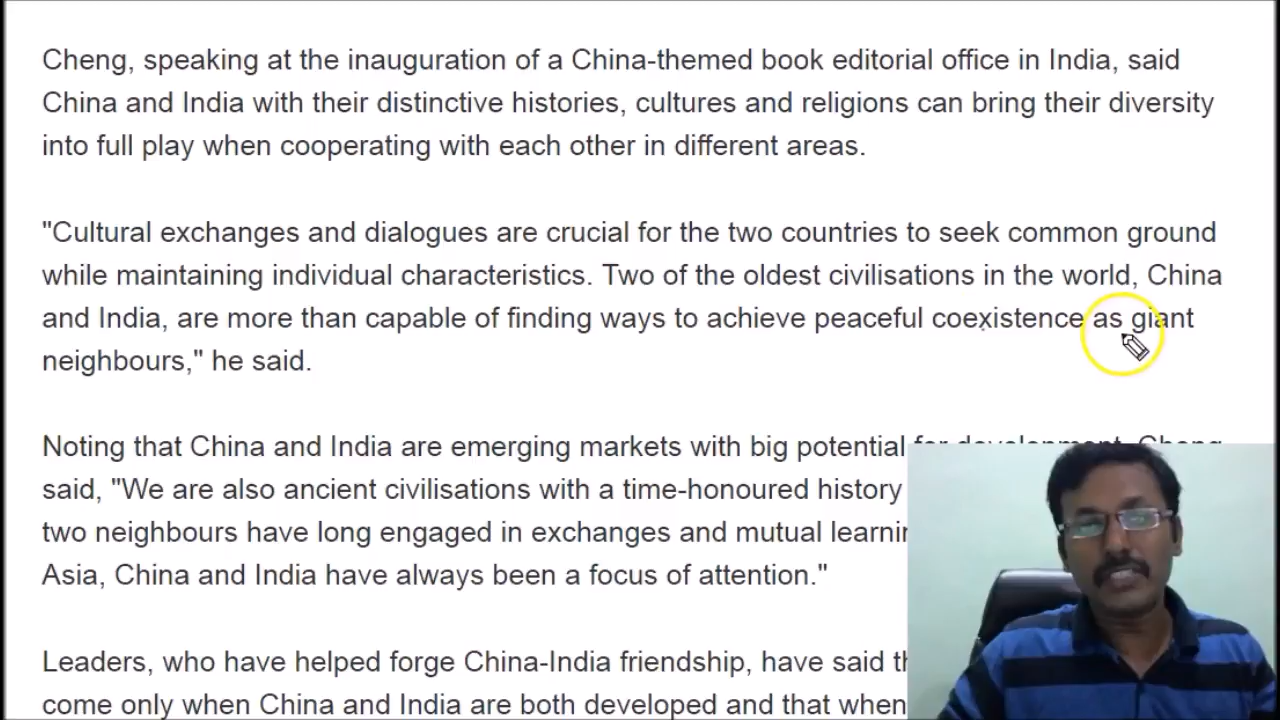 Cheng, speaking at the inauguration of a China-themed book editorial office in India, said
China and India with their distinctive histories, cultures and religions can bring their diversity
into full play when cooperating with each other in different areas.
"Cultural exchanges and dialogues are crucial for the two countries to seek common ground
while maintaining individual characteristics. Two of the oldest civilisations in the world, China
and India, are more than capable of finding ways to achieve peaceful coexistence as giant
neighbours," he said.
Noting that China and India are emerging markets with big potential for development, Cheng
said, "We are also ancient civilisations with a time-honoured history
two neighbours have long engaged in exchanges and mutual
Asia, China and India have always been a focus of attention."
Leaders, who have helped forge China-India friendship, have said
come only when China and India are both developed and that when